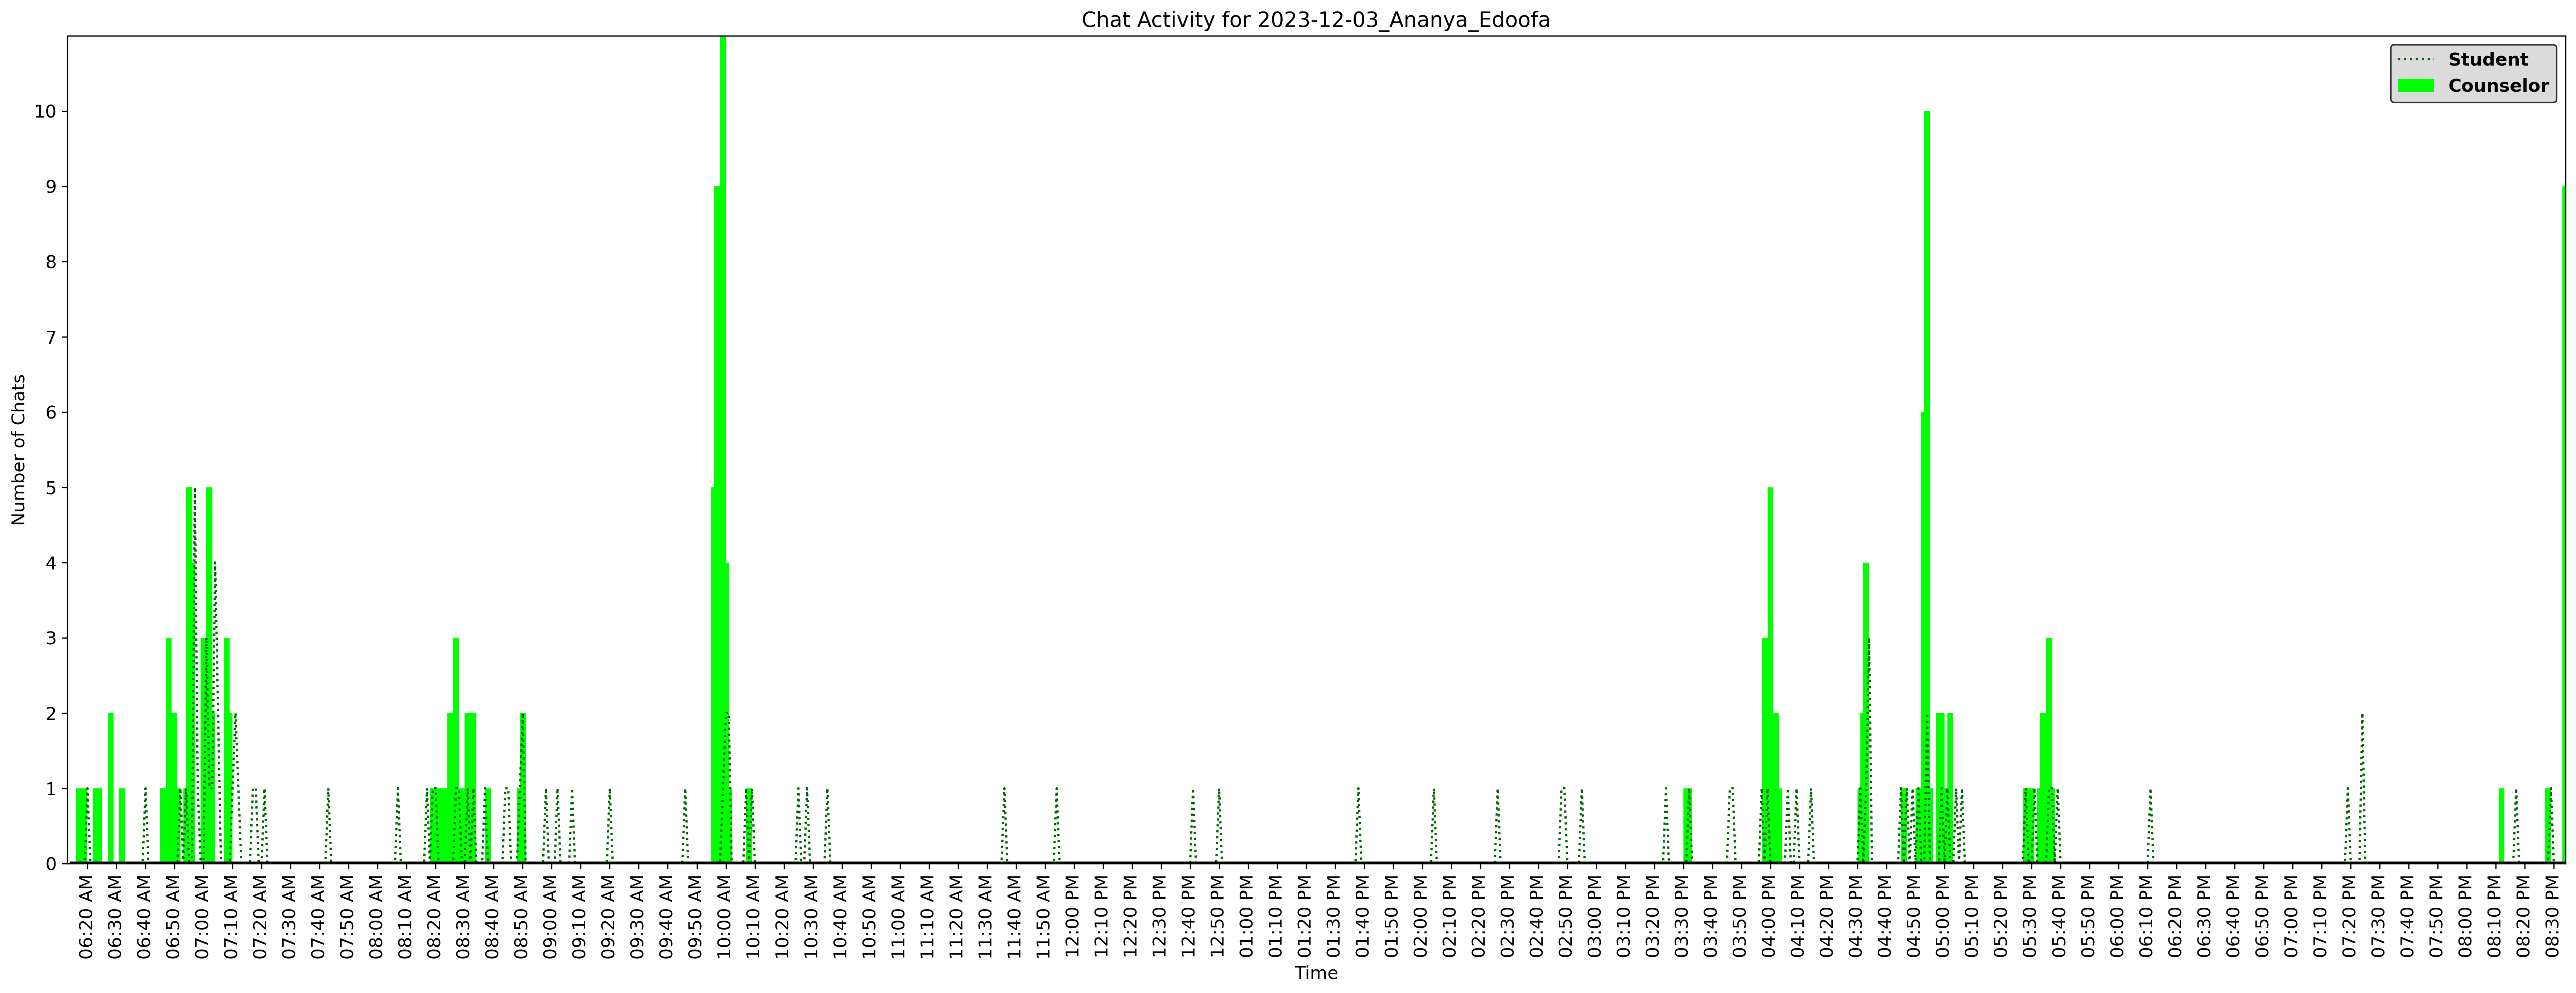 Chat Activity for 2023-12-03_Ananya_Edoofa
Student
Counselor
Number of Chats
10
9
8
7
6
5
4
3
2
1
0
06:20 AM
06:30 AM
06:40 AM
06:50 AM
07:00 AM
07:10 AM
07:20 AM
07:30 AM
07:40 AM
07:50 AM
08:00 AM
08:10 AM
08:20 AM
08:30 AM
08:40 AM
08:50 AM
09:00 AM
09:10 AM
09:20 AM
09:30 AM
09:40 AM
09:50 AM
10:00 AM
10:10 AM
10:20 AM
10:30 AM
10:40 AM
10:50 AM
11:00 AM
11:10 AM
11:20 AM
11:30 AM
11:40 AM
11:50 AM
12:00 PM
12:10 PM
12:20 PM
12:30 PM
12:40 PM
12:50 PM
01:00 PM
01:10 PM
01:20 PM
01:30 PM
01:40 PM
01:50 PM
02:00 PM
02:10 PM
02:20 PM
02:30 PM
02:40 PM
02:50 PM
03:00 PM
03:10 PM
03:20 PM
03:30 PM
03:40 PM
03:50 PM
04:00 PM
04:10 PM
04:20 PM
04:30 PM
04:40 PM
04:50 PM
05:00 PM
05:10 PM
05:20 PM
05:30 PM
05:40 PM
05:50 PM
06:00 PM
06:10 PM
06:20 PM
06:30 PM
06:40 PM
06:50 PM
07:00 PM
07:10 PM
07:20 PM
07:30 PM
07:40 PM
07:50 PM
08:00 PM
08:10 PM
08:20 PM
08:30 PM
Time